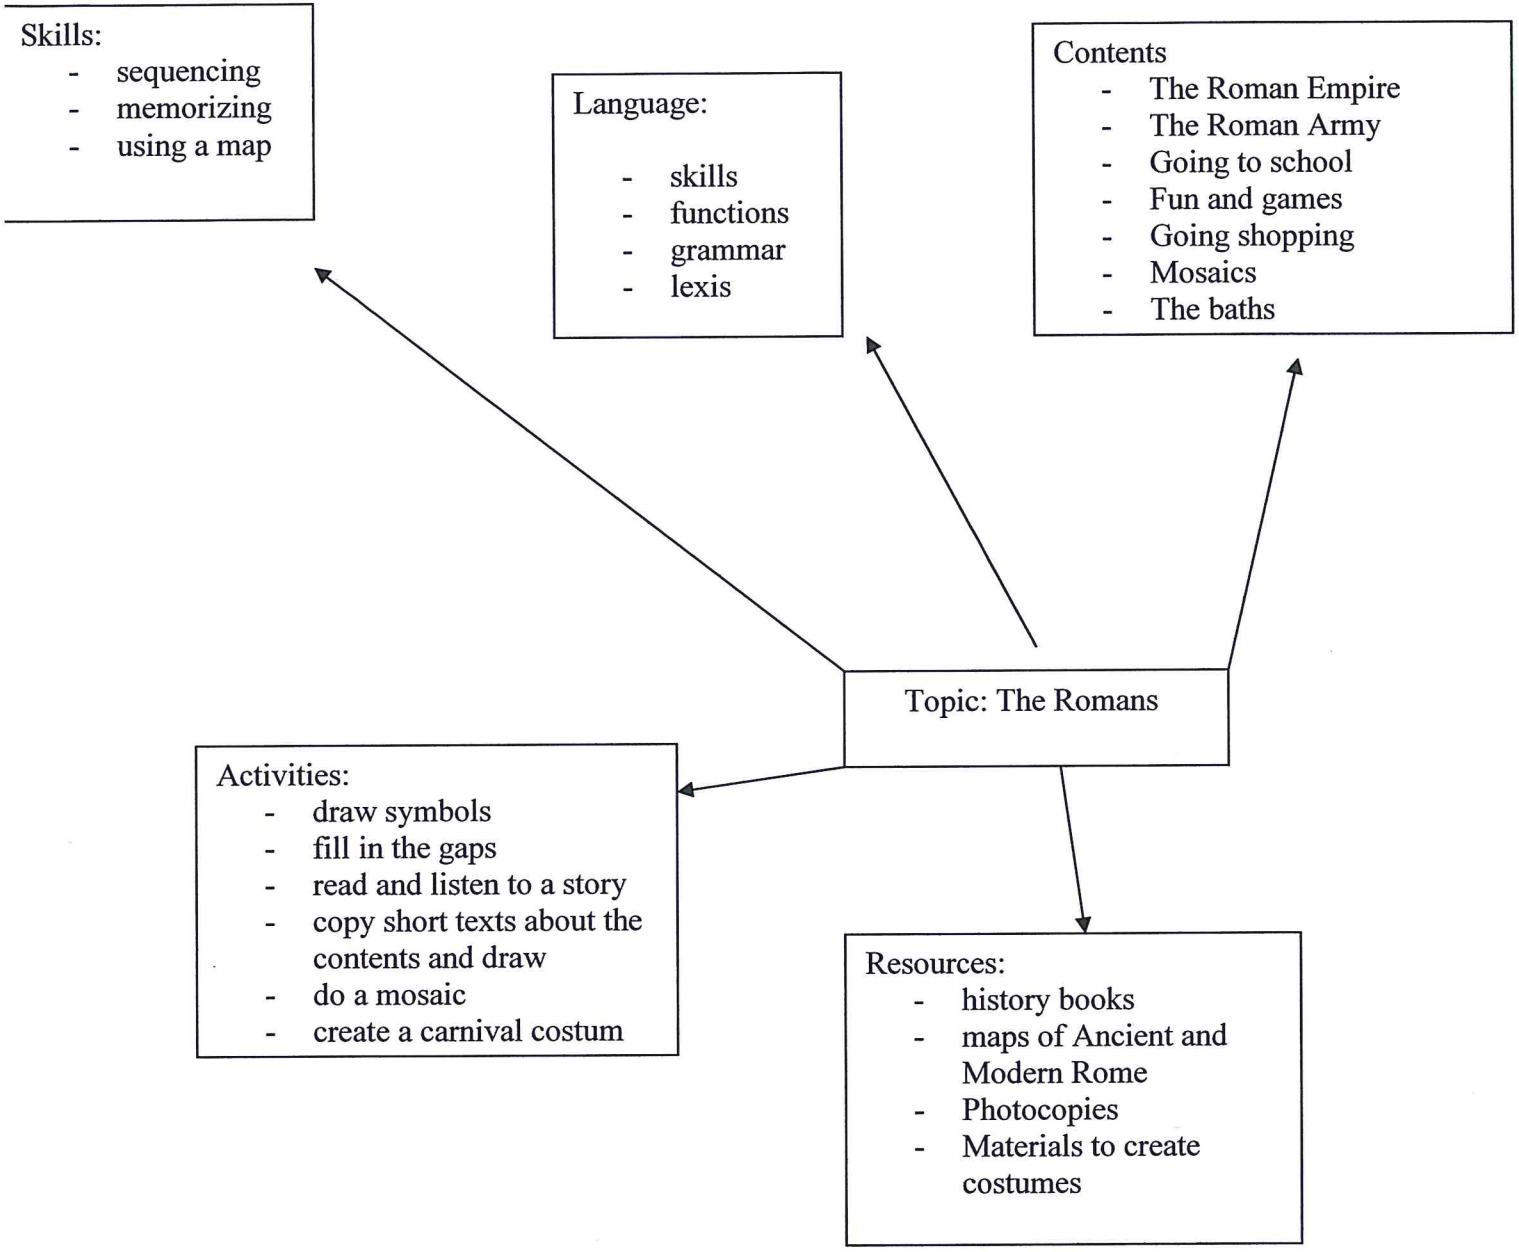 Skills:
- sequencing
- memorizing
- using a map
Language:
- skills
- functions
- grammar
- lexis
Contents
- The Roman Empire
- The Roman Army
- Going to school
- Fun and games
- Going shopping
- Mosaics
- The baths
Topic: The Romans
Activities:
- draw symbols
- fill in the gaps
- read and listen to a story
- copy short texts about the
contents and draw
- do a mosaic
- create a carnival costum
Resources:
- history books
- maps of Ancient and
Modern Rome
- Photocopies
- Materials to create
costumes